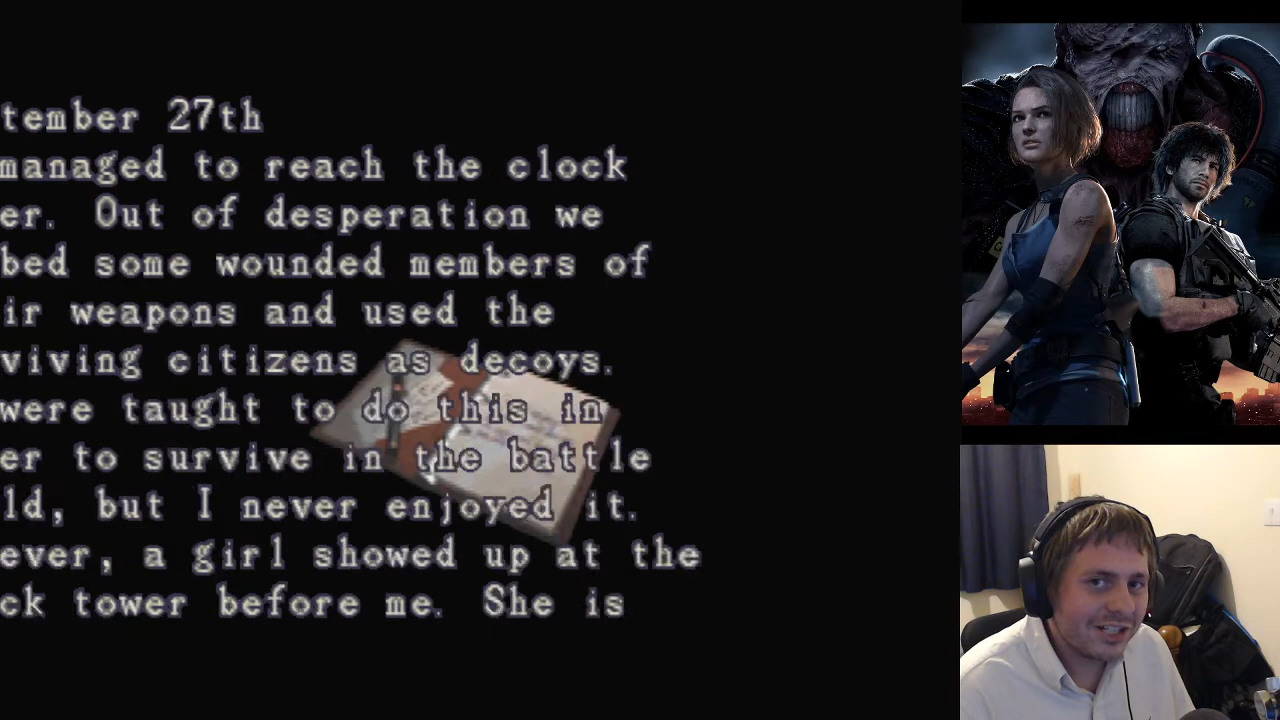 tember 27th
managed to reach the clock
er. Out of desperation we
bed some wounded members of
ir weapons and used the
viving citizens as decoys.
were taught to do this in
er to survive in the battle
ld, but I never enjoyed it.
ever, a girl showed up at the
ck tower before me. She is